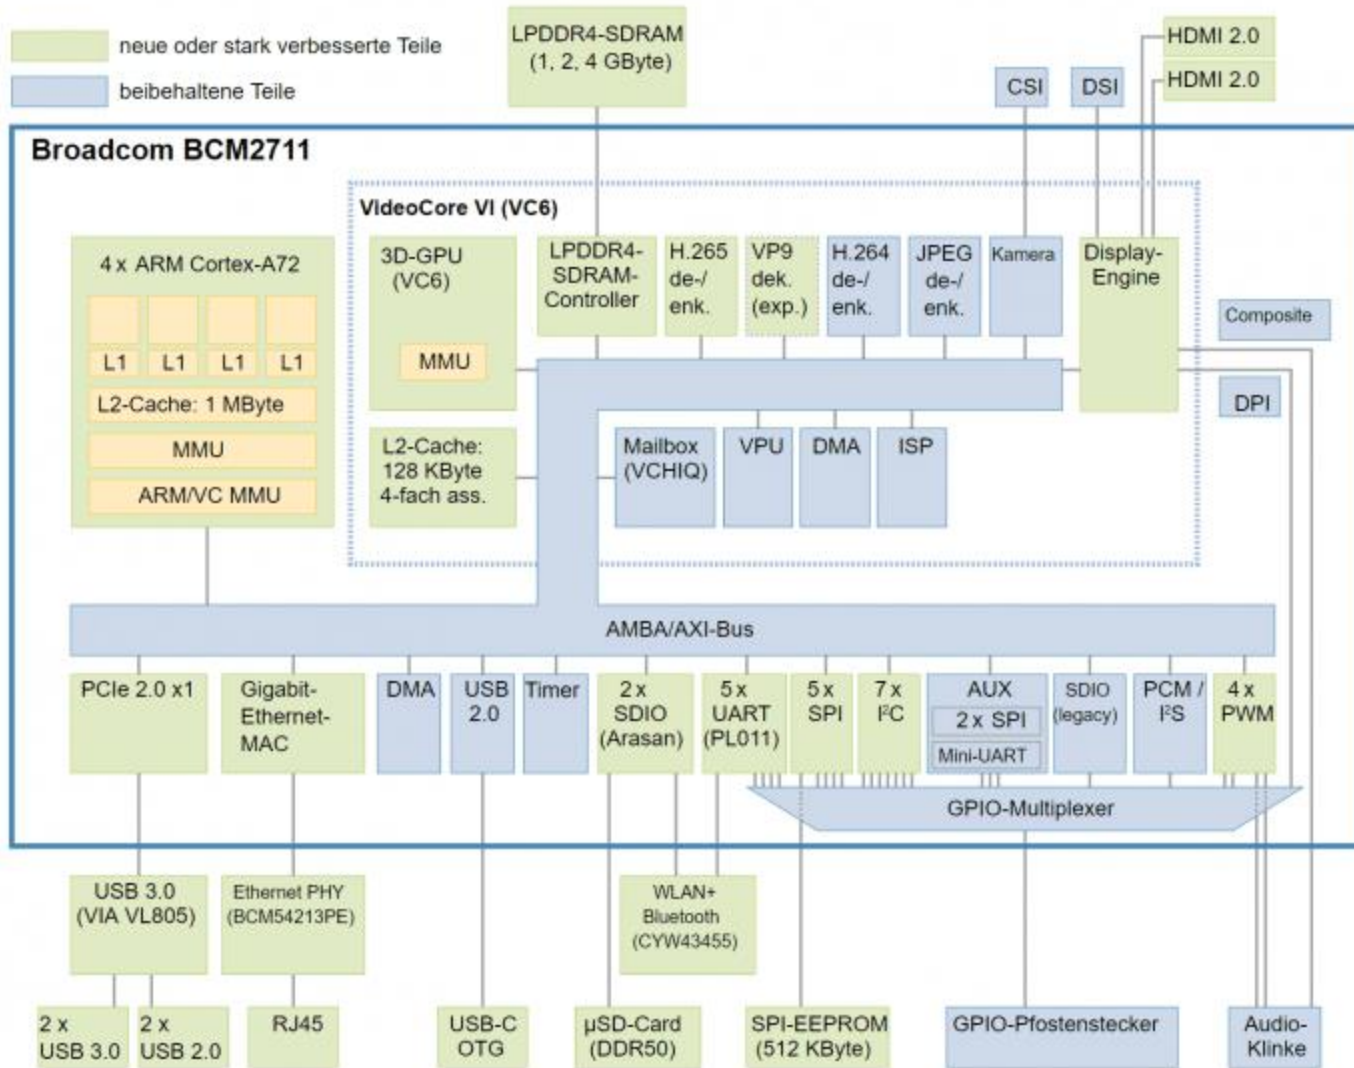 neue oder stark verbesserte Teile
beibehaltene Teile
LPDDR4-SDRAM
(1, 2, 4 GByte)
CSI
DSI
HDMI 2.0
HDMI 2.0
Broadcom BCM2711
VideoCore VI (VC6)
4 x ARM Cortex-A72
L1
L1
L1
L1
L2-Cache: 1 MByte
MMU
ARM/VC MMU
3D-GPU
(VC6)
MMU
L2-Cache:
128 KByte
4-fach ass.
LPDDR4-
SDRAM-
Controller
H.265
de-/
enk.
VP9
dek.
(exp.)
H.264
de-/
enk.
JPEG
de-/
enk.
Kamera
Display-
Engine
Composite
DPI
Mailbox
(VCHIQ)
VPU
DMA
ISP
AMBA/AXI-Bus
PCIe 2.0 x1
Gigabit-
Ethernet-
MAC
DMA
USB
2.0
Timer
2 x
SDIO
(Arasan)
5 x
UART
(PL011)
5 x
SPI
7 x
I²C
AUX
2 x SPI
Mini-UART
SDIO
(legacy)
PCM /
I²S
4 x
PWM
GPIO-Multiplexer
USB 3.0
(VIA VL805)
Ethernet PHY
(BCM54213PE)
WLAN+
Bluetooth
(CYW43455)
2 x
USB 3.0
2 x
USB 2.0
RJ45
USB-C
OTG
µSD-Card
(DDR50)
SPI-EEPROM
(512 KByte)
GPIO-Pfostenstecker
Audio-
Klinke